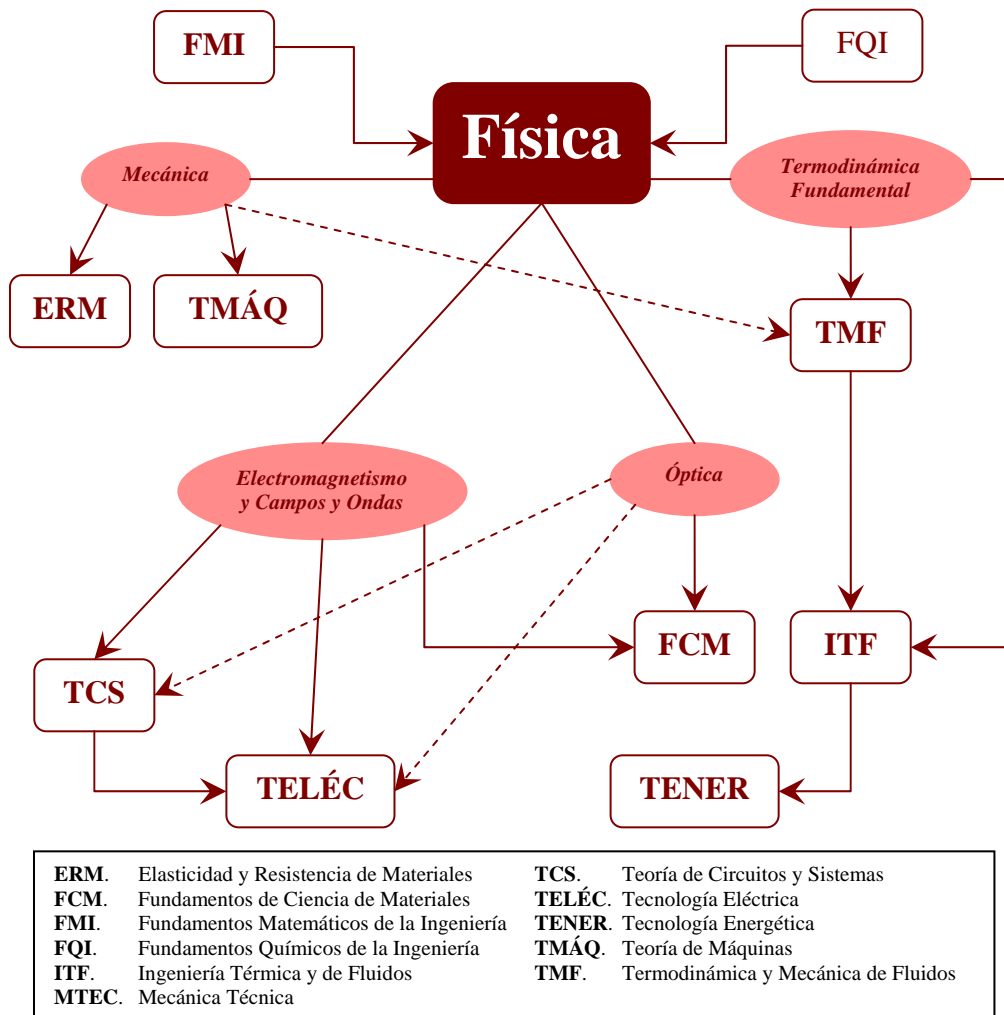 FMI
FQI
Física
Mecánica
Termodinámica
Fundamental
ERM
TMÁQ
TMF
Electromagnetismo
y Campos y Ondas
Óptica
FCM
ITF
TCS
TELÉC
TENER
ERM. Elasticidad y Resistencia de Materiales
FCM. Fundamentos de Ciencia de Materiales
FMI. Fundamentos Matemáticos de la Ingeniería
FQI. Fundamentos Químicos de la Ingeniería
ITF. Ingeniería Térmica y de Fluidos
MTEC. Mecánica Técnica
TCS. Teoría de Circuitos y Sistemas
TELÉC. Tecnología Eléctrica
TENER. Tecnología Energética
TMÁQ. Teoría de Máquinas
TMF. Termodinámica y Mecánica de Fluidos